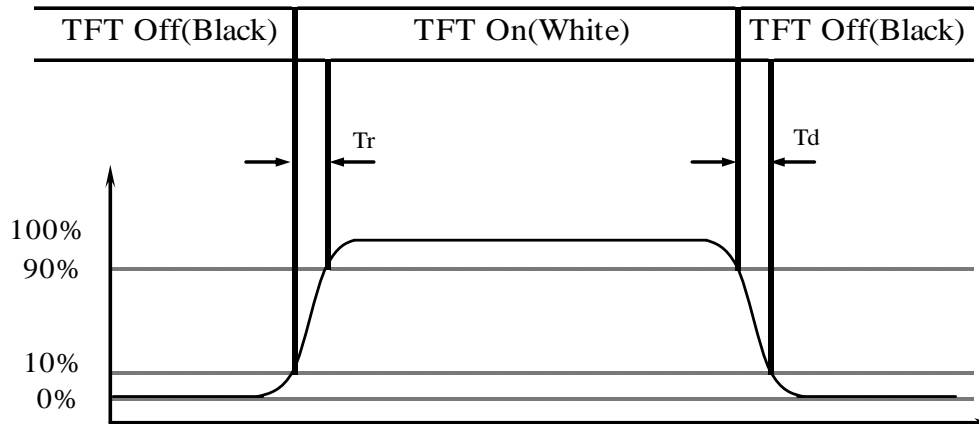 TFT Off(Black) TFT On(White) TFT Off(Black)
Tr Td
100%
90%
10%
0%